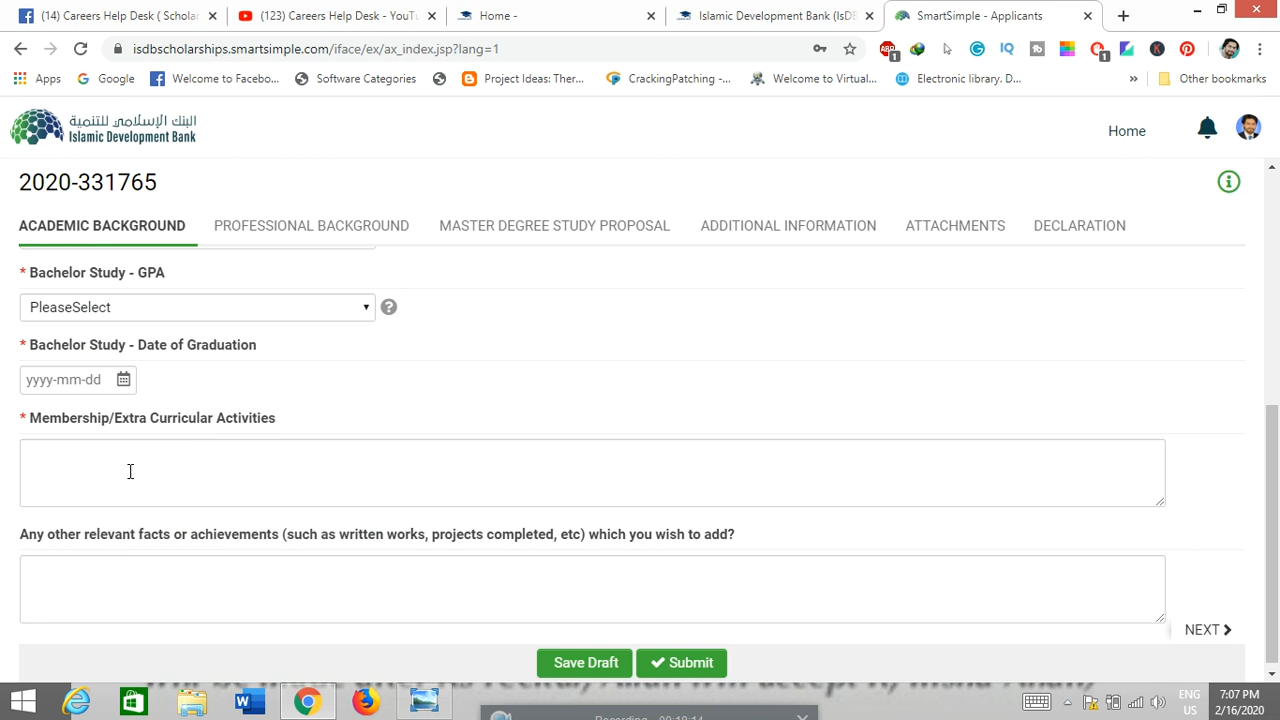 (14) Careers Help Desk ( Schola
(123) Careers Help Desk - YouTu
Home -
Islamic Development Bank (IsDB
SmartSimple - Applicants
isdbscholarships.smartsimple.com/iface/ex/ax_index.jsp?lang=1
Apps
Google
Welcome to Facebo...
Software Categories
Project Ideas: Ther...
CrackingPatching -...
Welcome to Virtual...
Electronic library. D...
»
Other bookmarks
البنك الإسلامي للتنمية
Islamic Development Bank
Home
2020-331765
ACADEMIC BACKGROUND
PROFESSIONAL BACKGROUND
MASTER DEGREE STUDY PROPOSAL
ADDITIONAL INFORMATION
ATTACHMENTS
DECLARATION
* Bachelor Study - GPA
PleaseSelect
* Bachelor Study - Date of Graduation
yyyy-mm-dd
* Membership/Extra Curricular Activities
Any other relevant facts or achievements (such as written works, projects completed, etc) which you wish to add?
NEXT
Save Draft
Submit
ENG
US
7:07 PM
2/16/2020